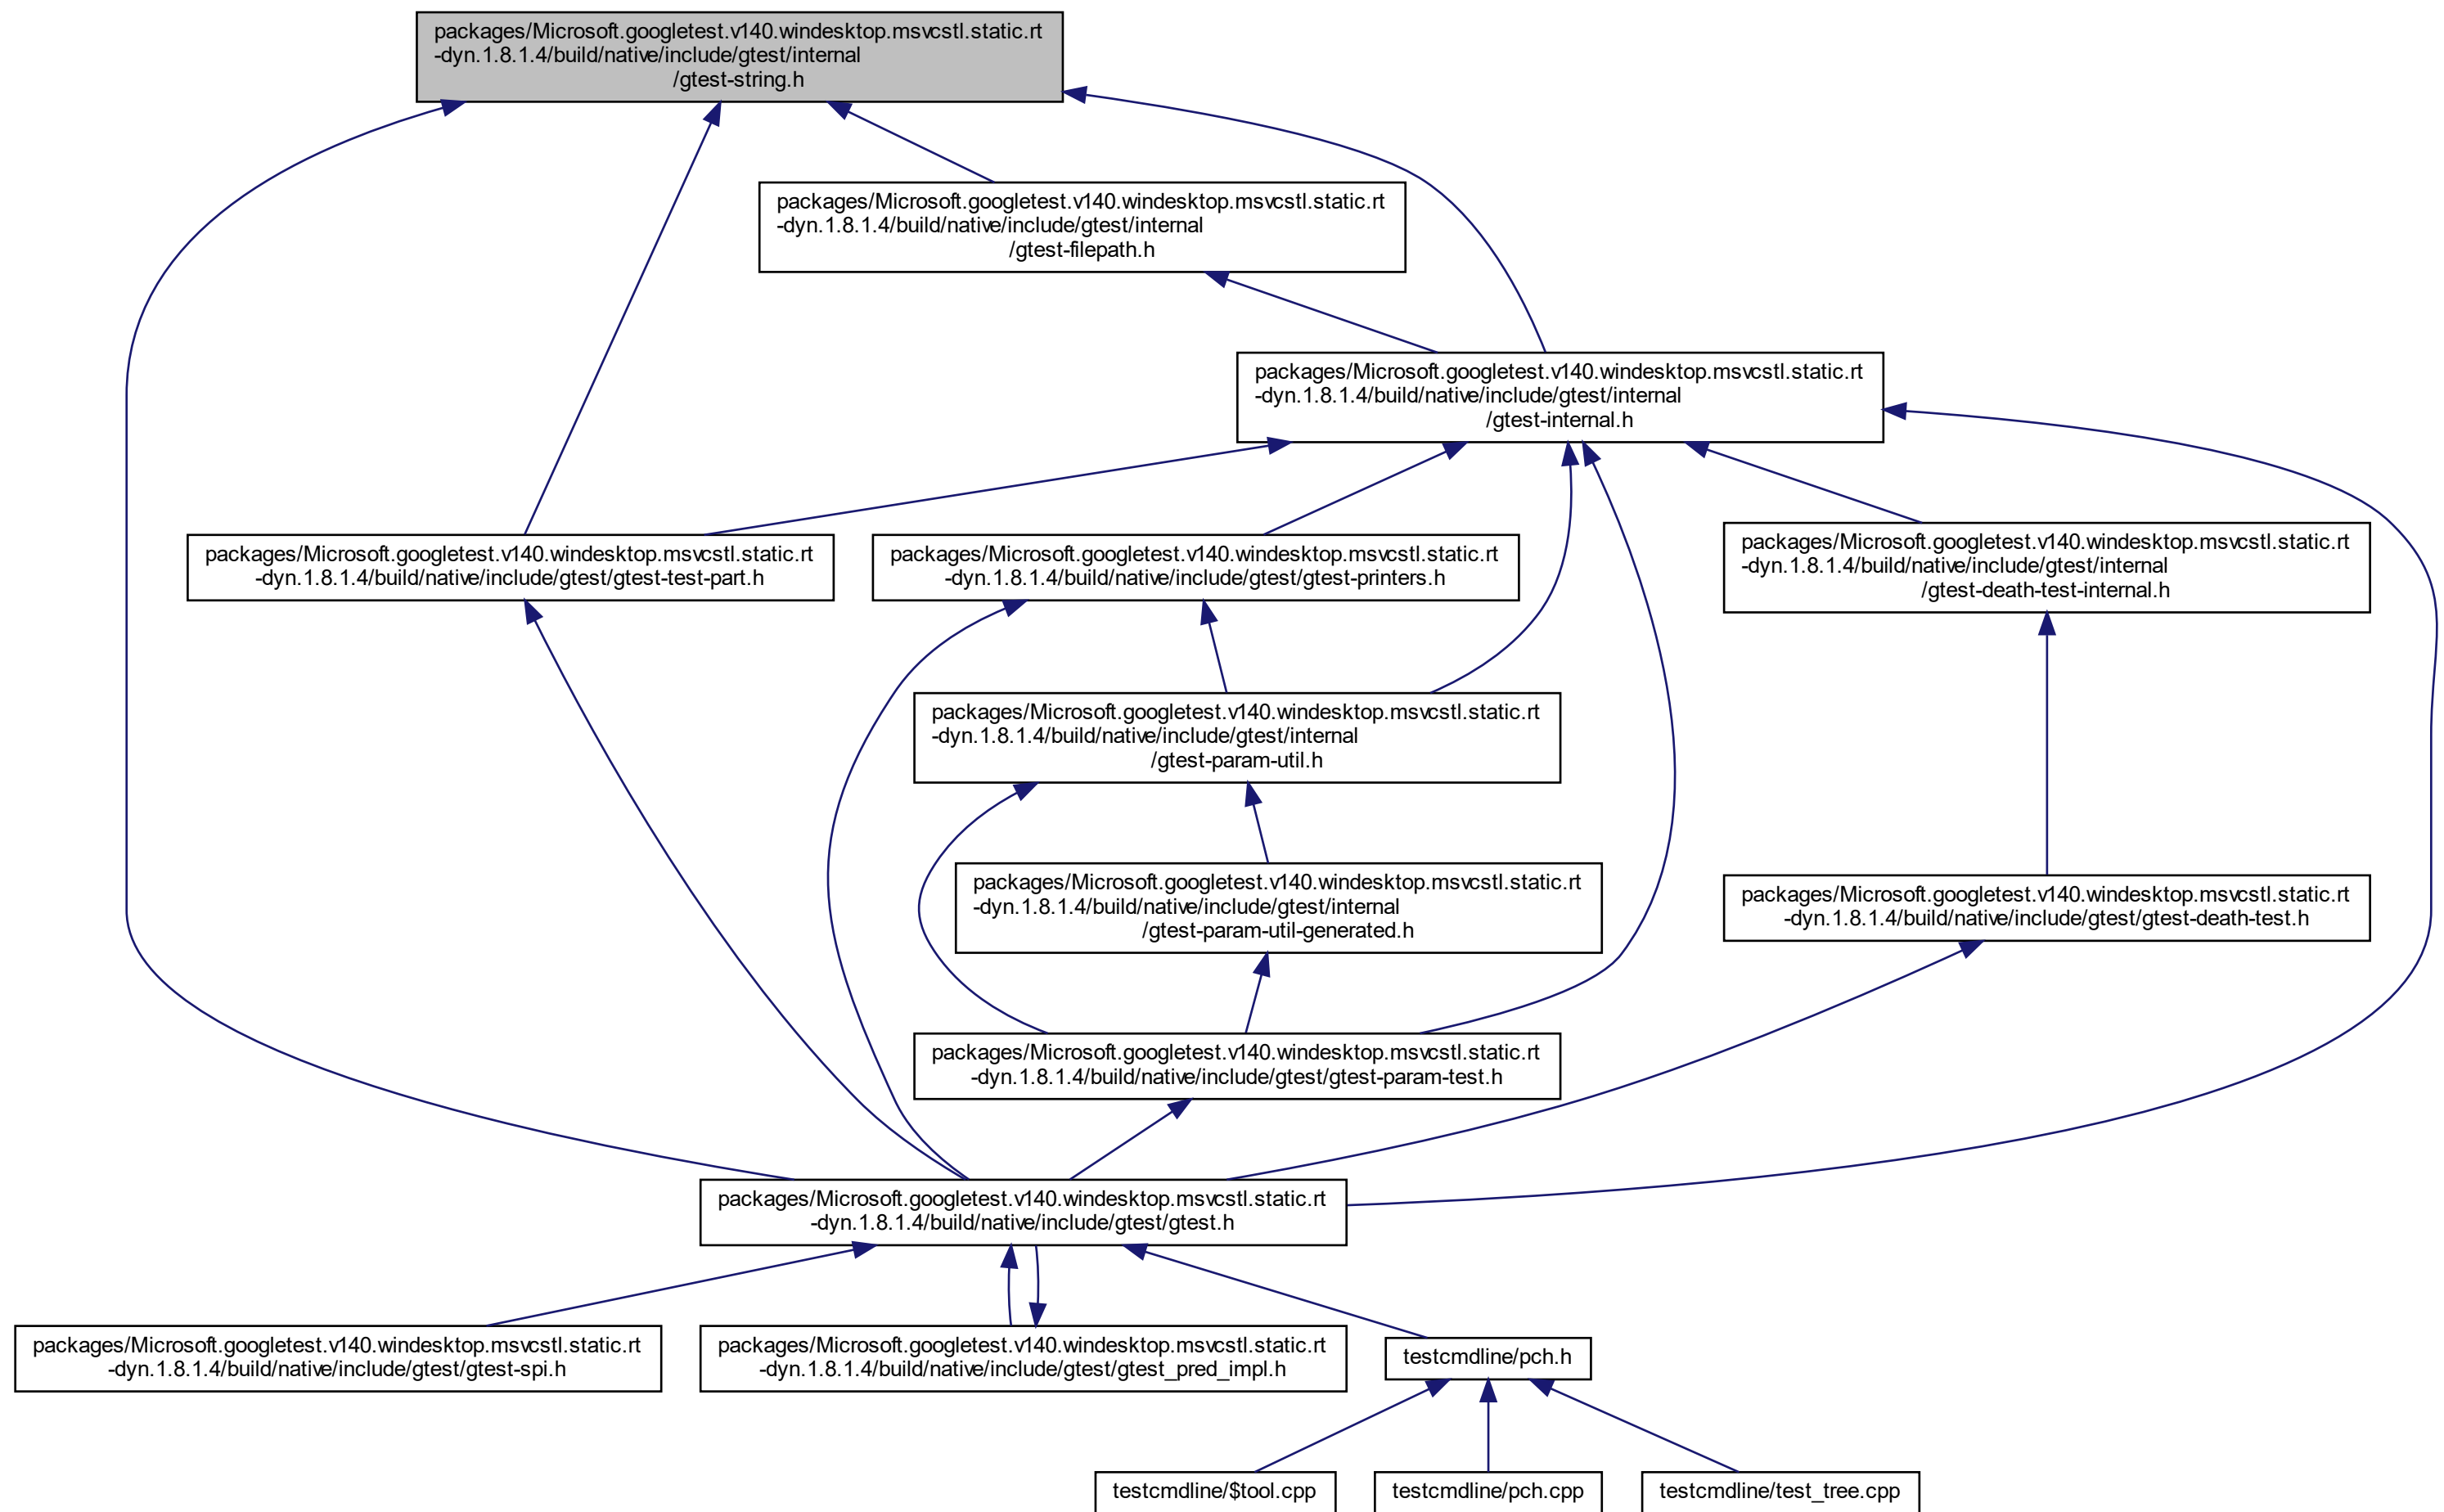 packages/Microsoft.googletest.v140.windesktop.msvcstl.static.rt
-dyn.1.8.1.4/build/native/include/gtest/internal
/gtest-string.h
packages/Microsoft.googletest.v140.windesktop.msvcstl.static.rt
-dyn.1.8.1.4/build/native/include/gtest/internal
/gtest-filepath.h
packages/Microsoft.googletest.v140.windesktop.msvcstl.static.rt
-dyn.1.8.1.4/build/native/include/gtest/internal
/gtest-internal.h
packages/Microsoft.googletest.v140.windesktop.msvcstl.static.rt
-dyn.1.8.1.4/build/native/include/gtest/gtest-test-part.h
packages/Microsoft.googletest.v140.windesktop.msvcstl.static.rt
-dyn.1.8.1.4/build/native/include/gtest/gtest-printers.h
packages/Microsoft.googletest.v140.windesktop.msvcstl.static.rt
-dyn.1.8.1.4/build/native/include/gtest/internal
/gtest-death-test-internal.h
packages/Microsoft.googletest.v140.windesktop.msvcstl.static.rt
-dyn.1.8.1.4/build/native/include/gtest/internal
/gtest-param-util.h
packages/Microsoft.googletest.v140.windesktop.msvcstl.static.rt
-dyn.1.8.1.4/build/native/include/gtest/internal
/gtest-param-util-generated.h
packages/Microsoft.googletest.v140.windesktop.msvcstl.static.rt
-dyn.1.8.1.4/build/native/include/gtest/gtest-death-test.h
packages/Microsoft.googletest.v140.windesktop.msvcstl.static.rt
-dyn.1.8.1.4/build/native/include/gtest/gtest-param-test.h
packages/Microsoft.googletest.v140.windesktop.msvcstl.static.rt
-dyn.1.8.1.4/build/native/include/gtest/gtest.h
packages/Microsoft.googletest.v140.windesktop.msvcstl.static.rt
-dyn.1.8.1.4/build/native/include/gtest/gtest-spi.h
packages/Microsoft.googletest.v140.windesktop.msvcstl.static.rt
-dyn.1.8.1.4/build/native/include/gtest/gtest_pred_impl.h
testcmdline/pch.h
testcmdline/$tool.cpp
testcmdline/pch.cpp
testcmdline/test_tree.cpp